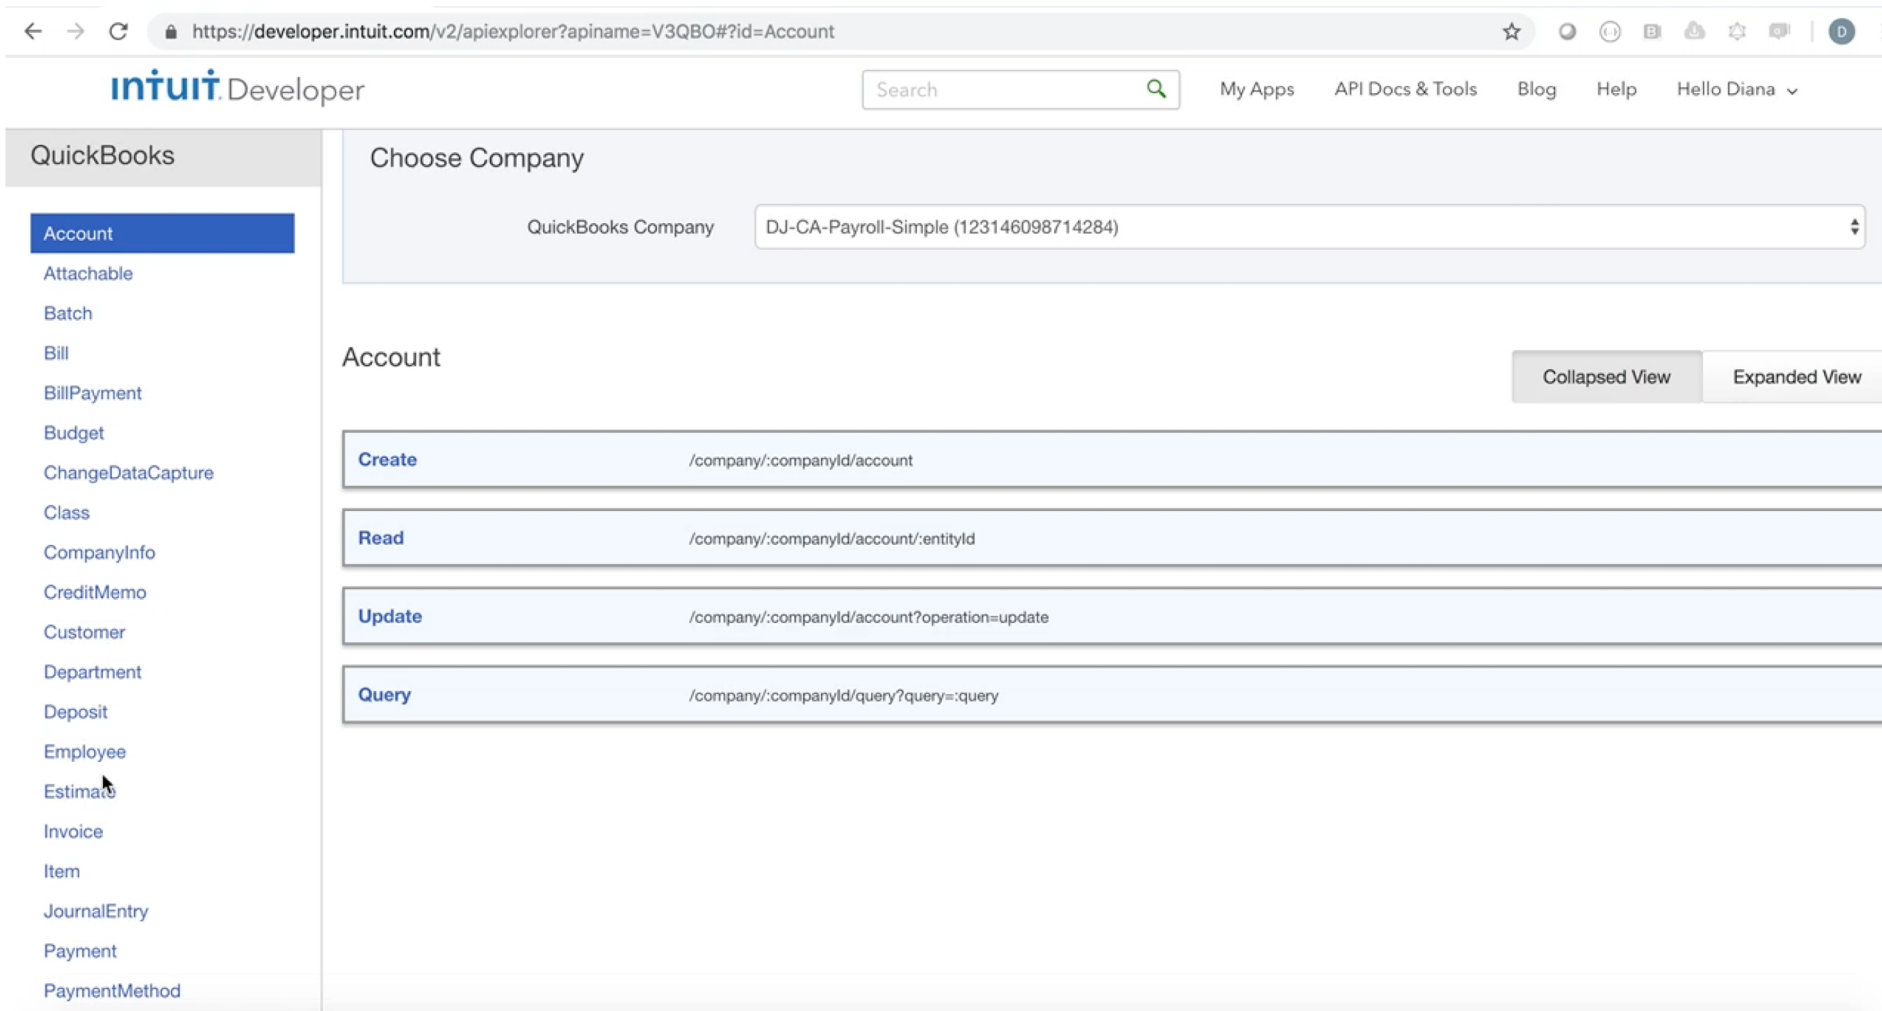 https://developer.intuit.com/v2/apiexplorer?apiname=V3QBO#?id=Account
D
intuit Developer
Search
My Apps
API Docs & Tools
Blog
Help
Hello Diana
QuickBooks
Account
Attachable
Batch
Bill
BillPayment
Budget
ChangeDataCapture
Class
CompanyInfo
CreditMemo
Customer
Department
Deposit
Employee
Estimate
Invoice
Item
JournalEntry
Payment
PaymentMethod
Choose Company
QuickBooks Company
DJ-CA-Payroll-Simple (123146098714284)
Account
Collapsed View
Expanded View
Create /company/:companyId/account
Read /company/:companyId/account/:entityId
Update /company/:companyId/account?operation=update
Query /company/:companyId/query?query=:query